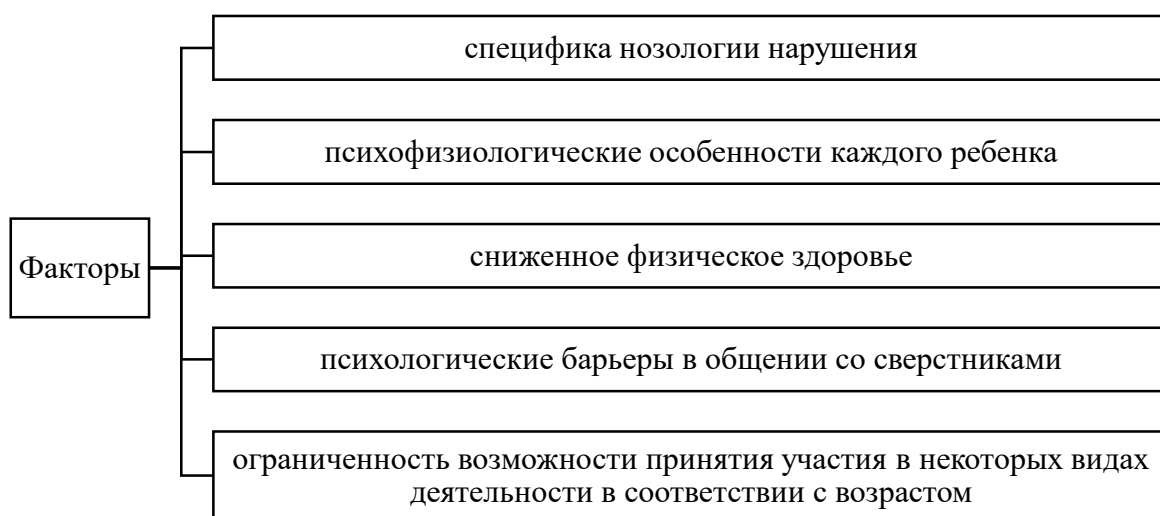 специфика нозологии нарушения
психофизиологические особенности каждого ребенка
Факторы
сниженное физическое здоровье
психологические барьеры в общении со сверстниками
ограниченность возможности принятия участия в некоторых видах
деятельности в соответствии с возрастом